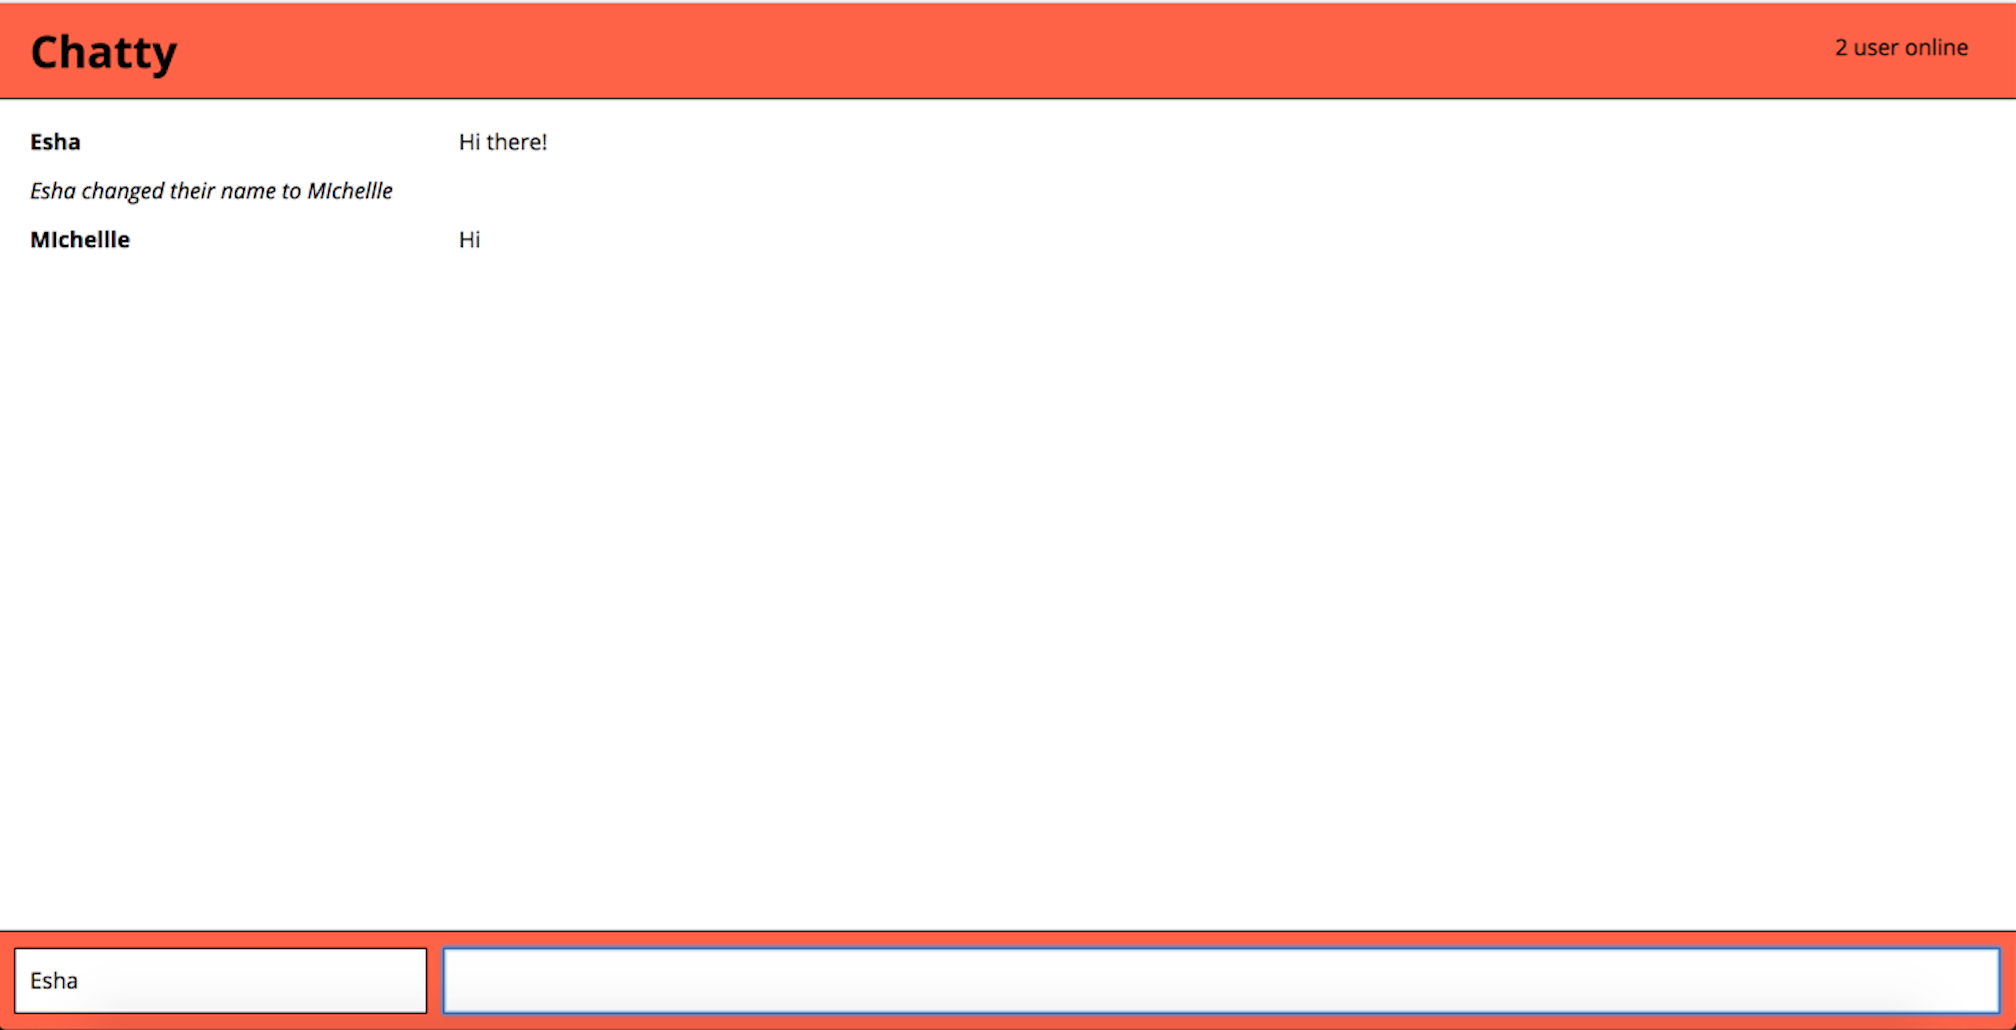 Chatty
2 user online
Esha Hi there!
Esha changed their name to MIchellle
MIchellle Hi
Esha